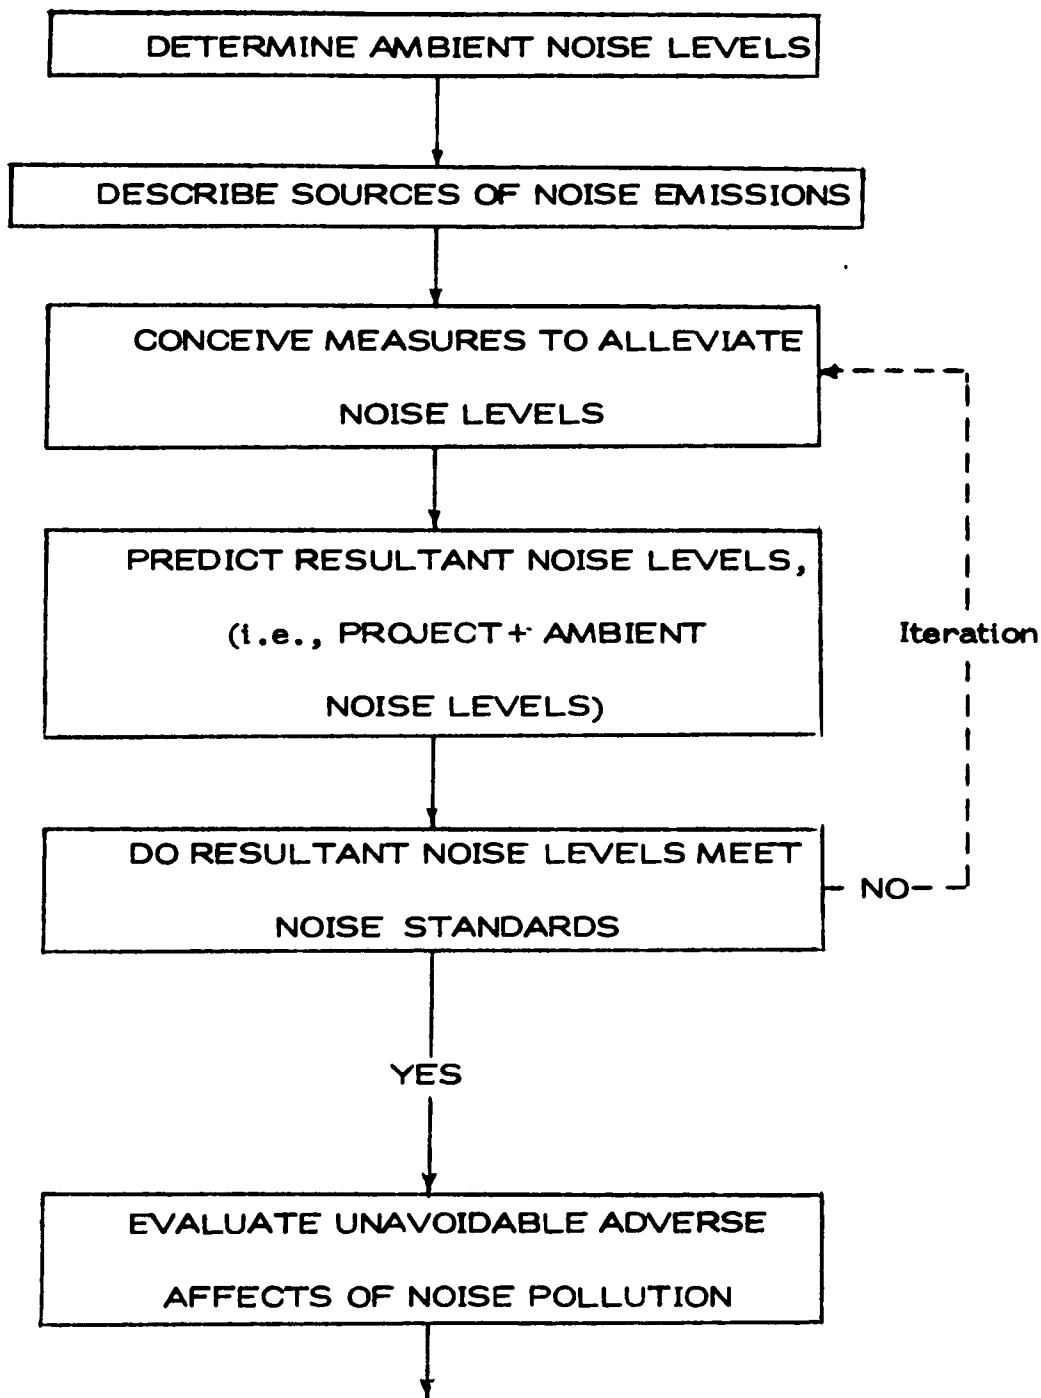 DETERMINE AMBIENT NOISE LEVELS
DESCRIBE SOURCES OF NOISE EMISSIONS
CONCEIVE MEASURES TO ALLEVIATE
NOISE LEVELS
PREDICT RESULTANT NOISE LEVELS,
(i.e., PROJECT + AMBIENT
NOISE LEVELS)
Iteration
DO RESULTANT NOISE LEVELS MEET
NOISE STANDARDS
NO
YES
EVALUATE UNAVOIDABLE ADVERSE
AFFECTS OF NOISE POLLUTION